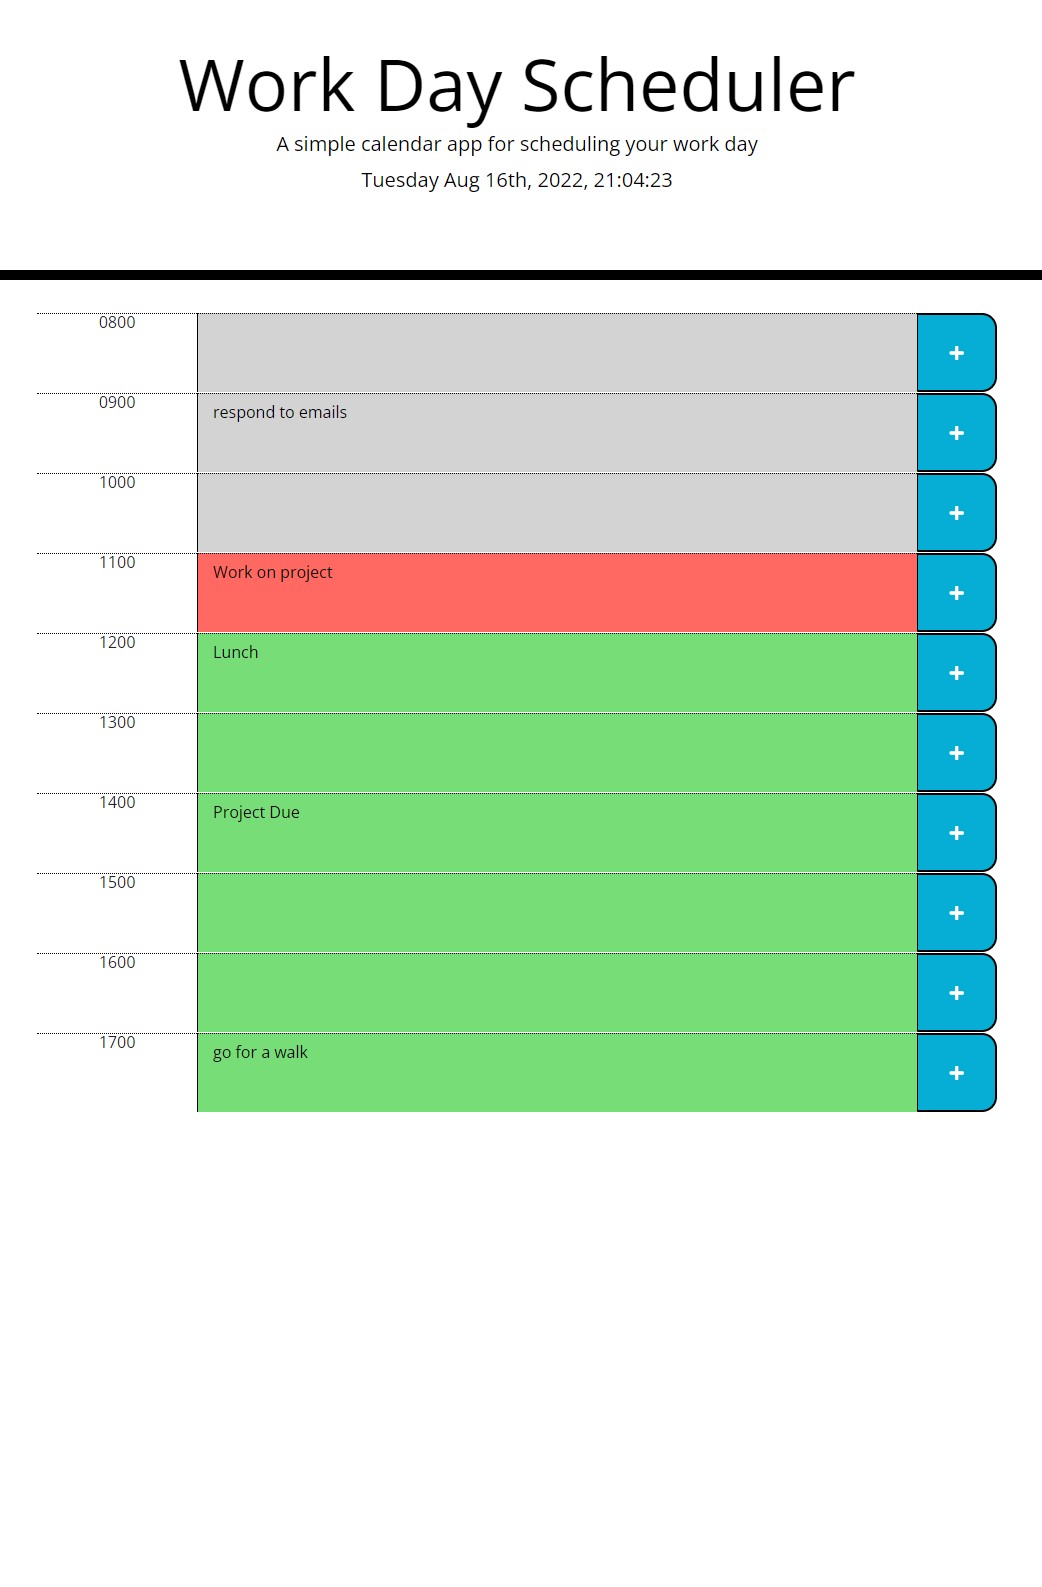 Work Day Scheduler
A simple calendar app for scheduling your work day
Tuesday Aug 16th, 2022, 21:04:23
0800
+
0900 respond to emails
+
1000
+
1100 Work on project
+
1200 Lunch
+
1300
+
1400 Project Due
+
1500
+
1600
+
1700 go for a walk
+